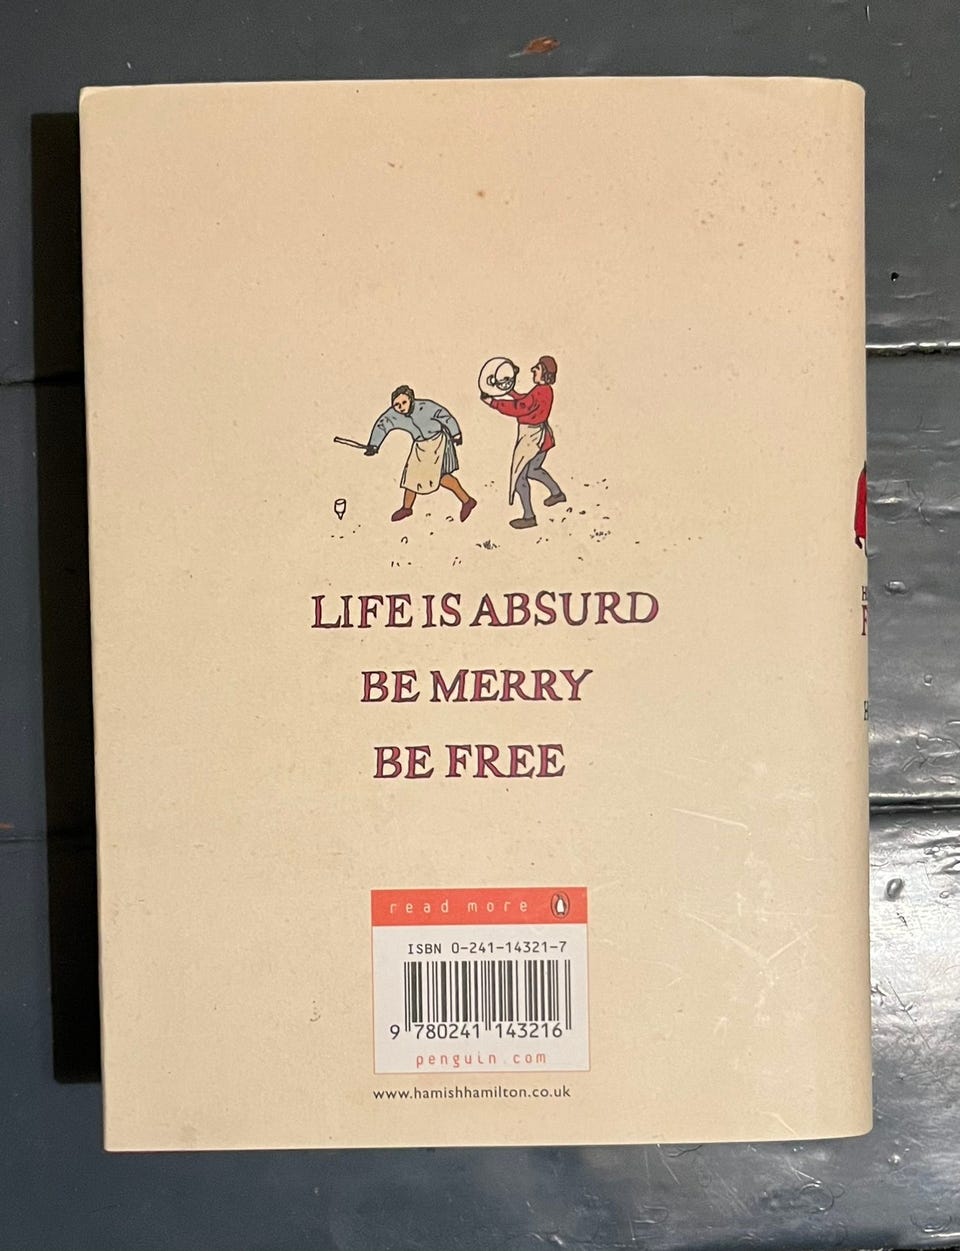 LIFE IS ABSURD
BE MERRY
BE FREE
read more
ISBN 0-241-14321-7
9 780241 143216
penguin.com
www.hamishhamilton.co.uk